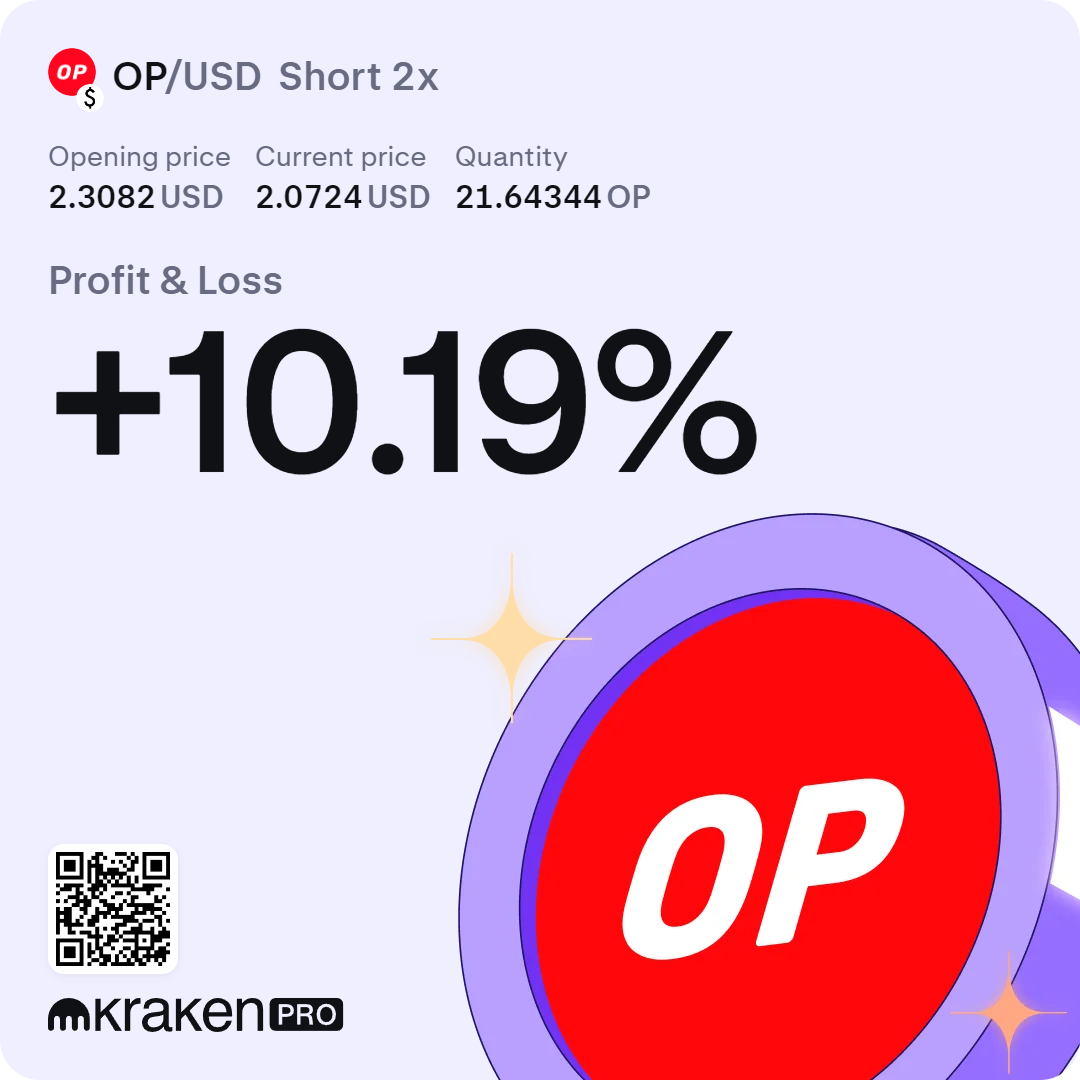 OP $ OP/USD Short 2x
Opening price Current price Quantity
2.3082 USD 2.0724 USD 21.64344 OP
Profit & Loss
+10.19%
OP
kraken PRO